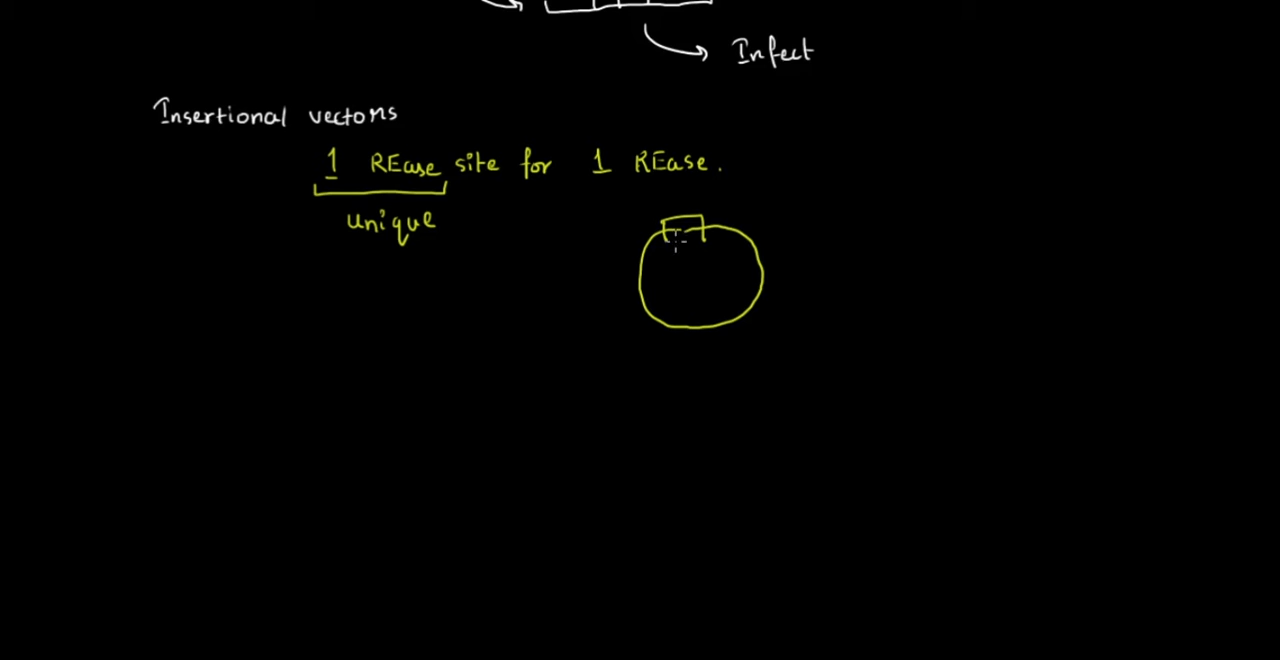 Infect
Insertional vectors
1 REase site for 1 REase.
unique